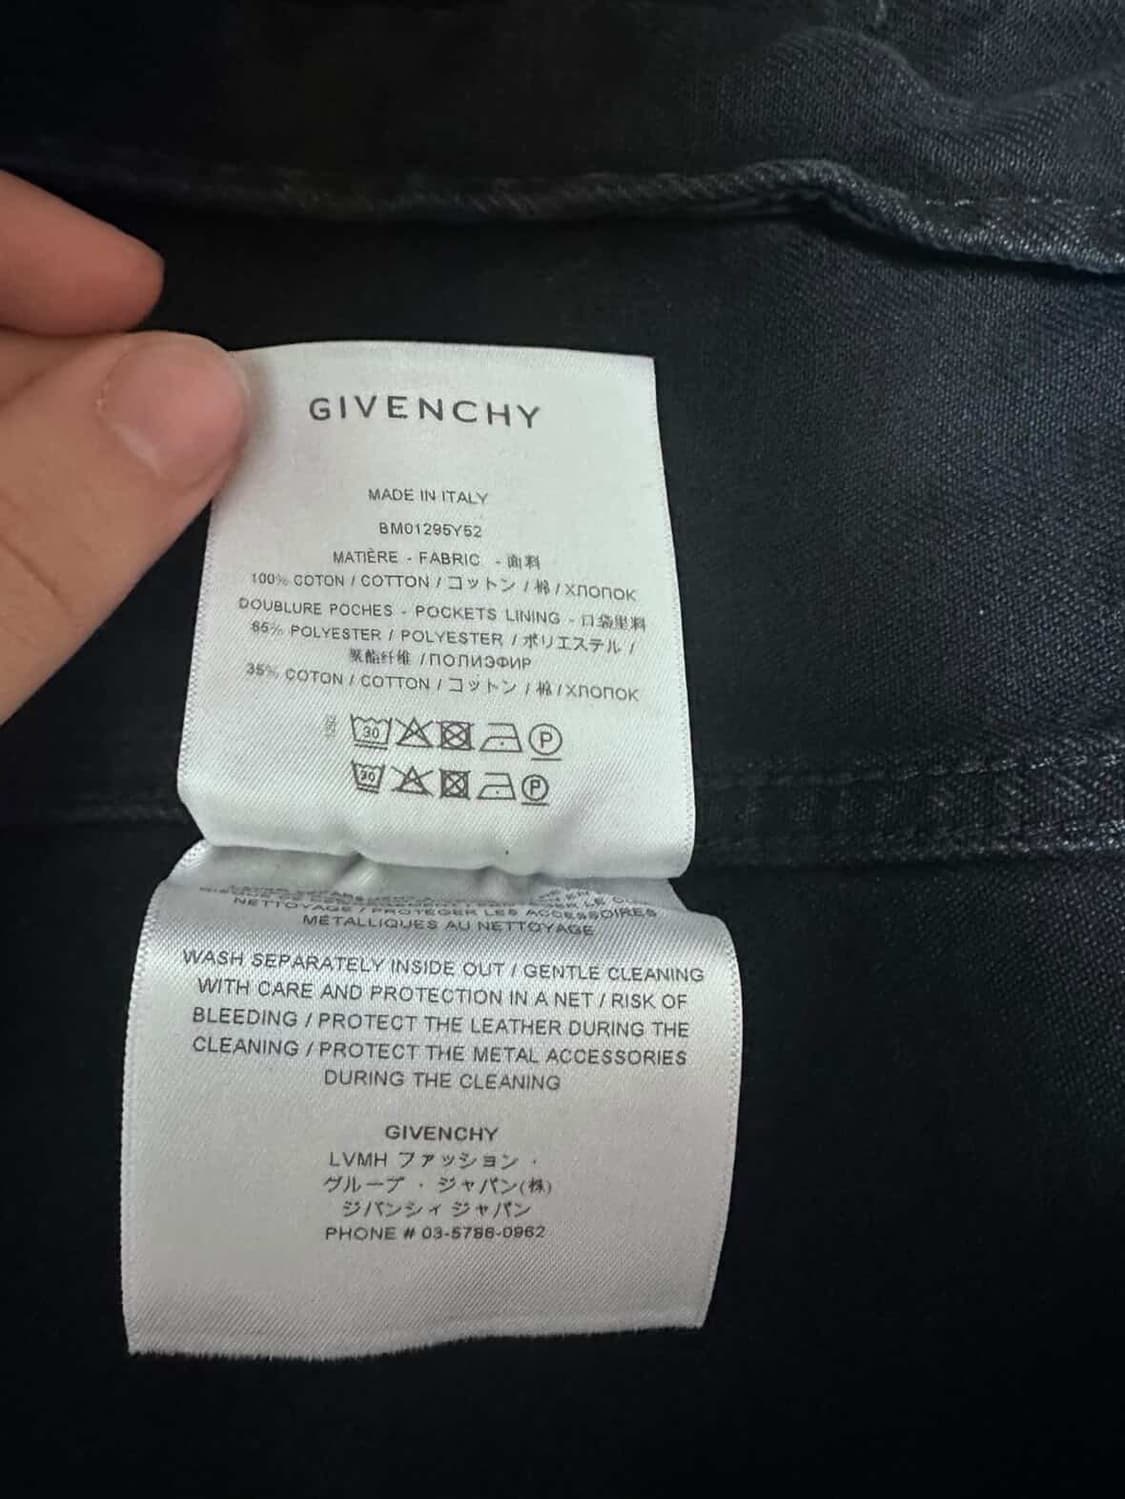 GIVENCHY
MADE IN ITALY
BM01295Y52
MATIÈRE - FABRIC - 面料
100% COTON / COTTON / コットン / 棉 / ХЛОПОК
DOUBLURE POCHES - POCKETS LINING - 口袋里料
65% POLYESTER / POLYESTER / ポリエステル /
聚酯纤维 / ПОЛИЭФИР
35% COTON / COTTON / コットン / 棉 / ХЛОПОК
30
P
30
P
NETTOYAGE / PROTEGER LES ACCESSOIRES
METALLIQUES AU NETTOYAGE
WASH SEPARATELY INSIDE OUT / GENTLE CLEANING
WITH CARE AND PROTECTION IN A NET / RISK OF
BLEEDING / PROTECT THE LEATHER DURING THE
CLEANING / PROTECT THE METAL ACCESSORIES
DURING THE CLEANING
GIVENCHY
LVMH ファッション ・
グループ ・ ジャパン(株)
ジバンシィ ジャパン
PHONE # 03-5786-0962